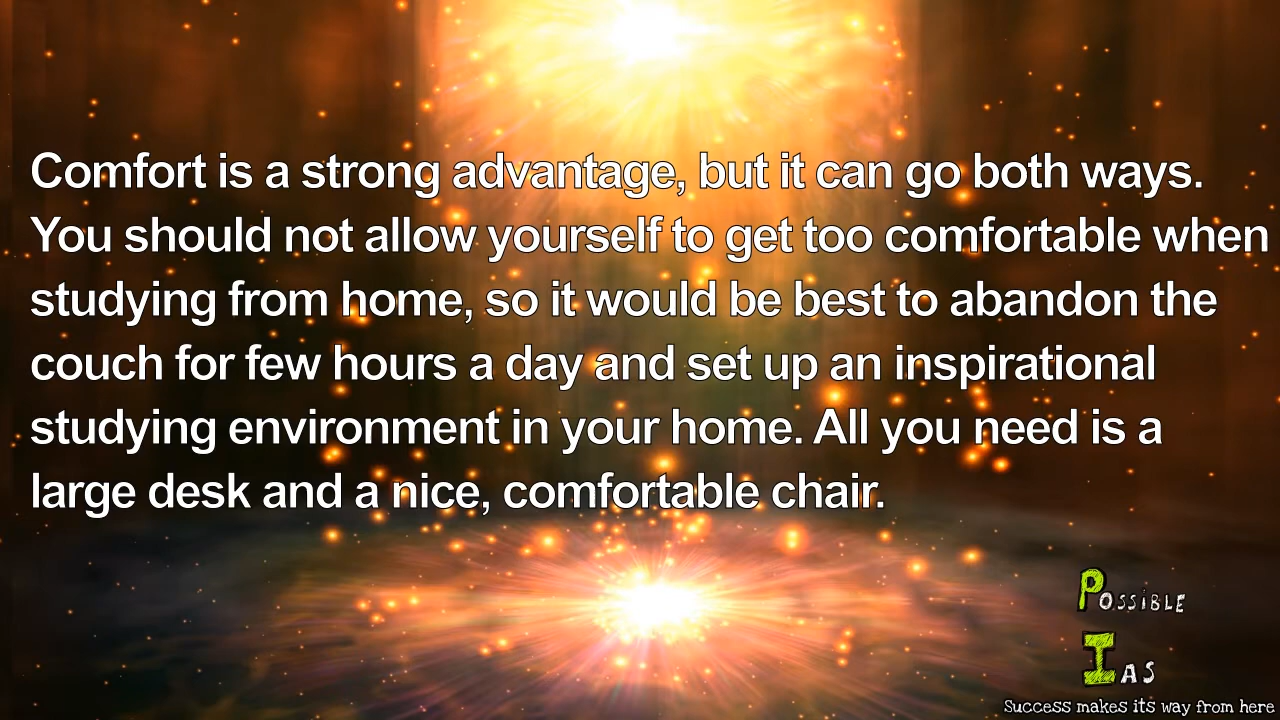 Comfort is a strong advantage, but it can go both ways.
You should not allow yourself to get too comfortable when
studying from home, so it would be best to abandon the
couch for few hours a day and set up an inspirational
studying environment in your home. All you need is a
large desk and a nice, comfortable chair.
Possible
Ias
Success makes its way from here